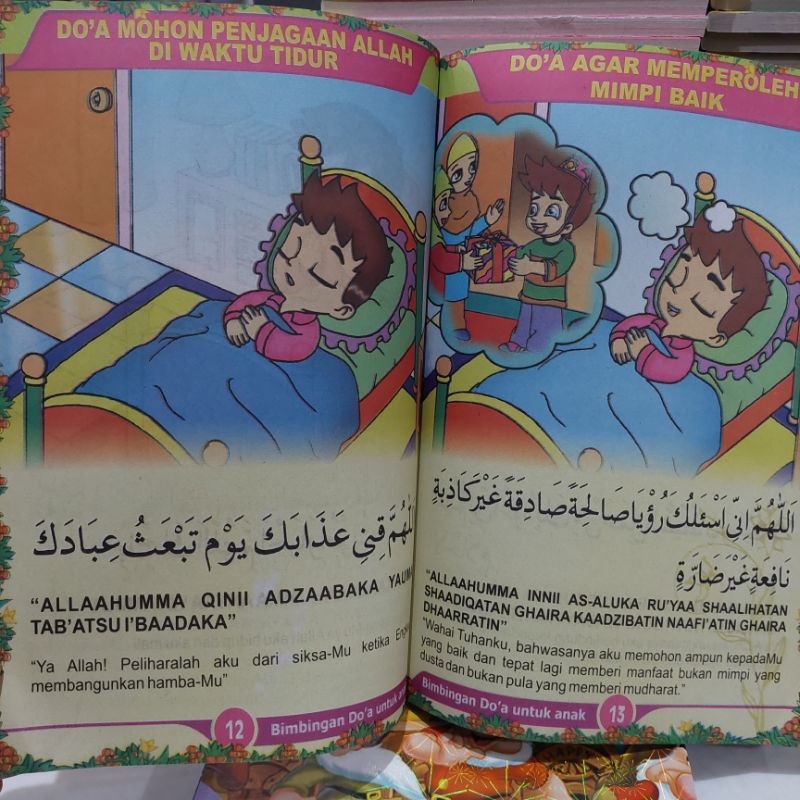 DO'A MOHON PENJAGAAN ALLAH
DI WAKTU TIDUR
اَللّٰهُمَّ قِنِي عَذَابَكَ يَوْمَ تَبْعَثُ عِبَادَكَ
"ALLAAHUMMA QINII ADZAABAKA YAUMA
TAB'ATSU I'BAADAKA"
"Ya Allah! Peliharalah aku dari siksa-Mu ketika
membangunkan hamba-Mu"
12 Bimbingan Do'a untuk anak
DO'A AGAR MEMPEROLEH
MIMPI BAIK
اَللّٰهُمَّ اِنِّي اَسْئَلُكَ رُؤْيَا صَالِحَةً صَادِقَةً غَيْرَ كَاذِبَةٍ
نَافِعَةٍ غَيْرَ ضَارَّةٍ
"ALLAAHUMMA INNII AS-ALUKA RU'YAA SHAALIHATAN
SHAADIQATAN GHAIRA KAADZIBATIN NAAFI'ATIN GHAIRA
DHAARRATIN"
"Wahai Tuhanku, bahwasanya aku memohon ampun kepadaMu
yang baik dan tepat lagi memberi manfaat bukan mimpi yang
dusta dan bukan pula yang memberi mudharat."
Bimbingan Do'a untuk anak 13